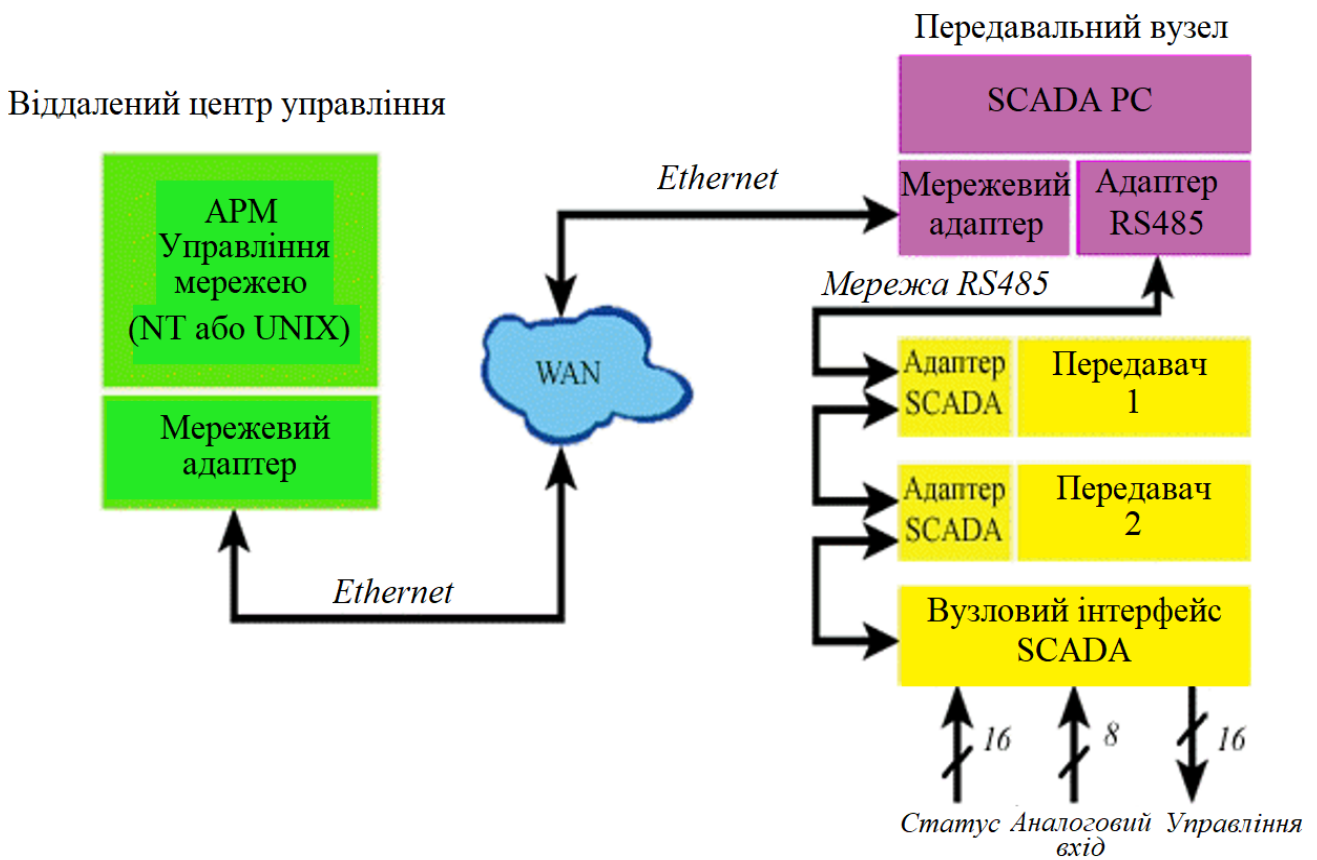 Передавальний вузел
SCADA PC
Віддалений центр управління
АРМ
Управління
мережею
(NT або UNIX)
Мережевий
адаптер
Ethernet
WAN
Ethernet
Мережевий
адаптер
Адаптер
RS485
Мережа RS485
Адаптер
SCADA
Передавач
1
Адаптер
SCADA
Передавач
2
Вузловий інтерфейс
SCADA
16
8
16
Статус
Аналоговий
вхід
Управління